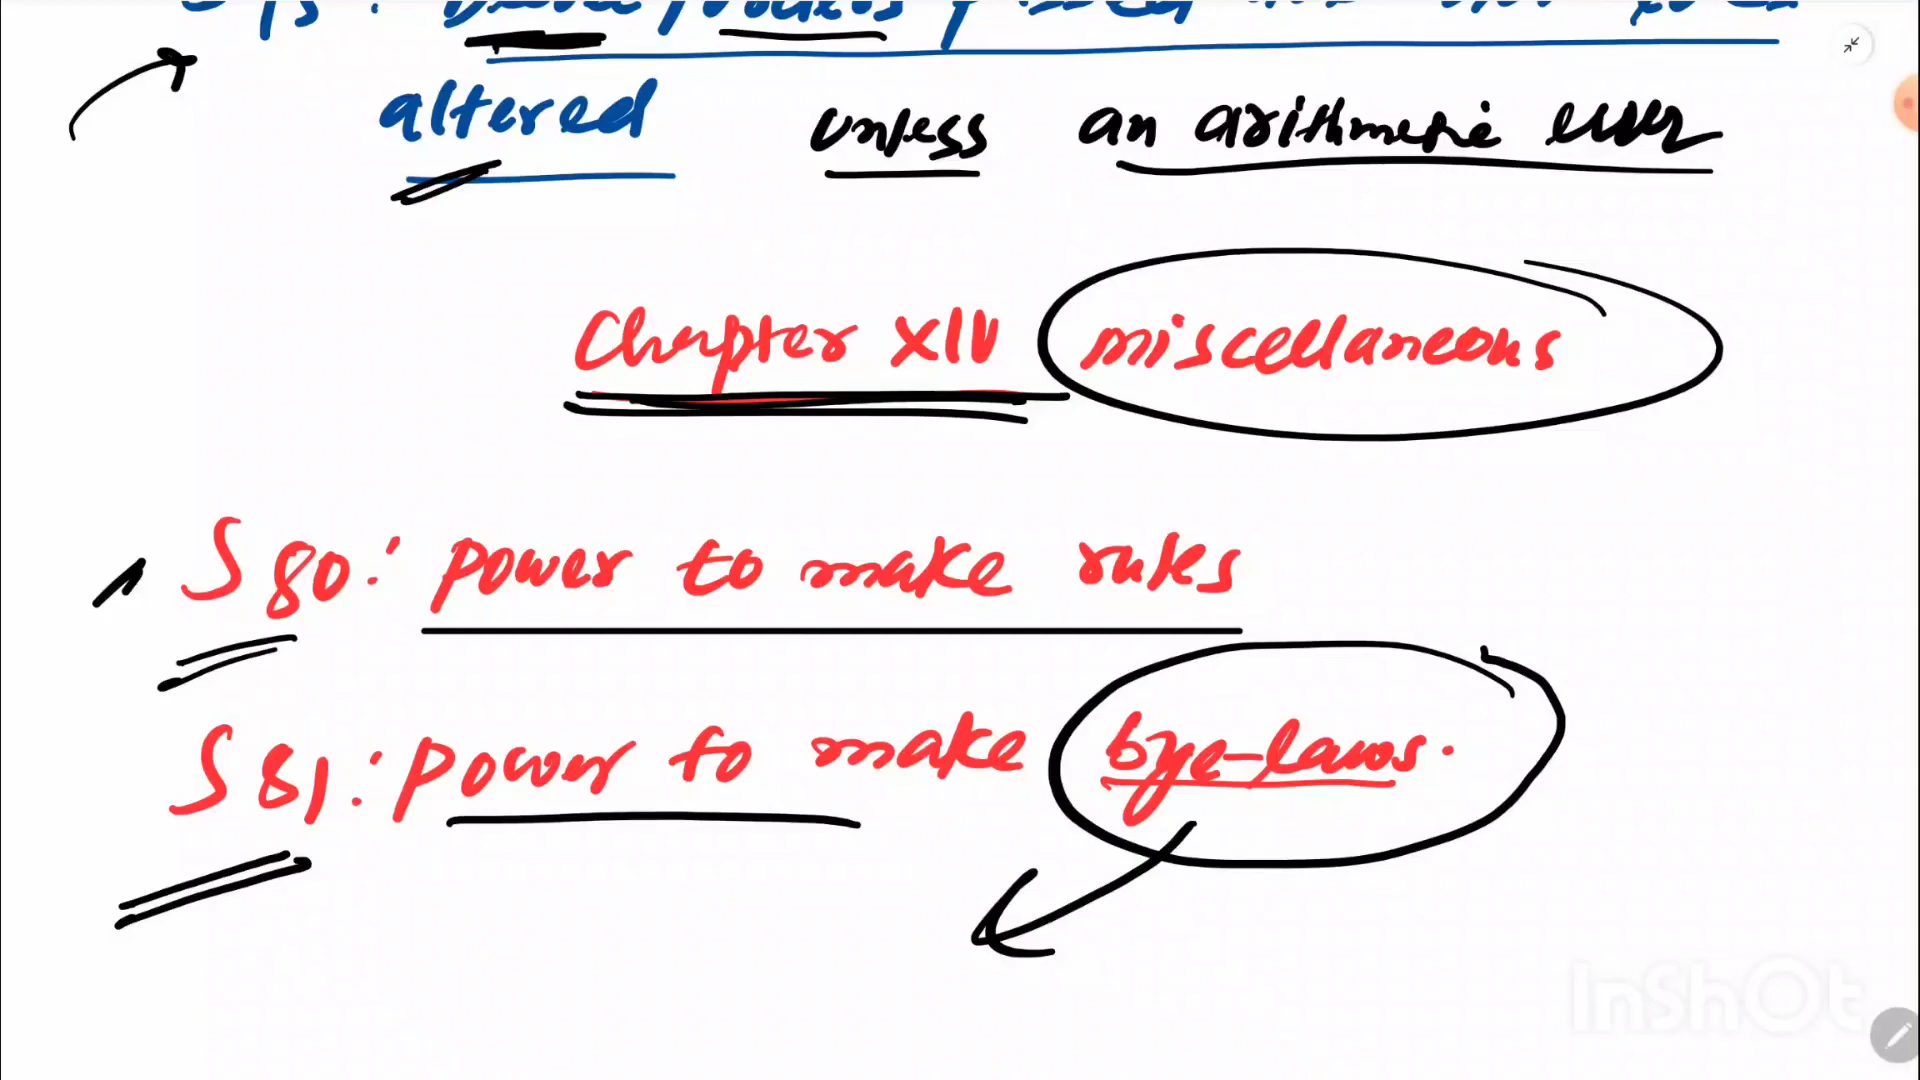 altered unless an arithmetic error
Chapter XIV miscellaneous
S 80: power to make rules
S 81: power to make bye-laws.
InShOt